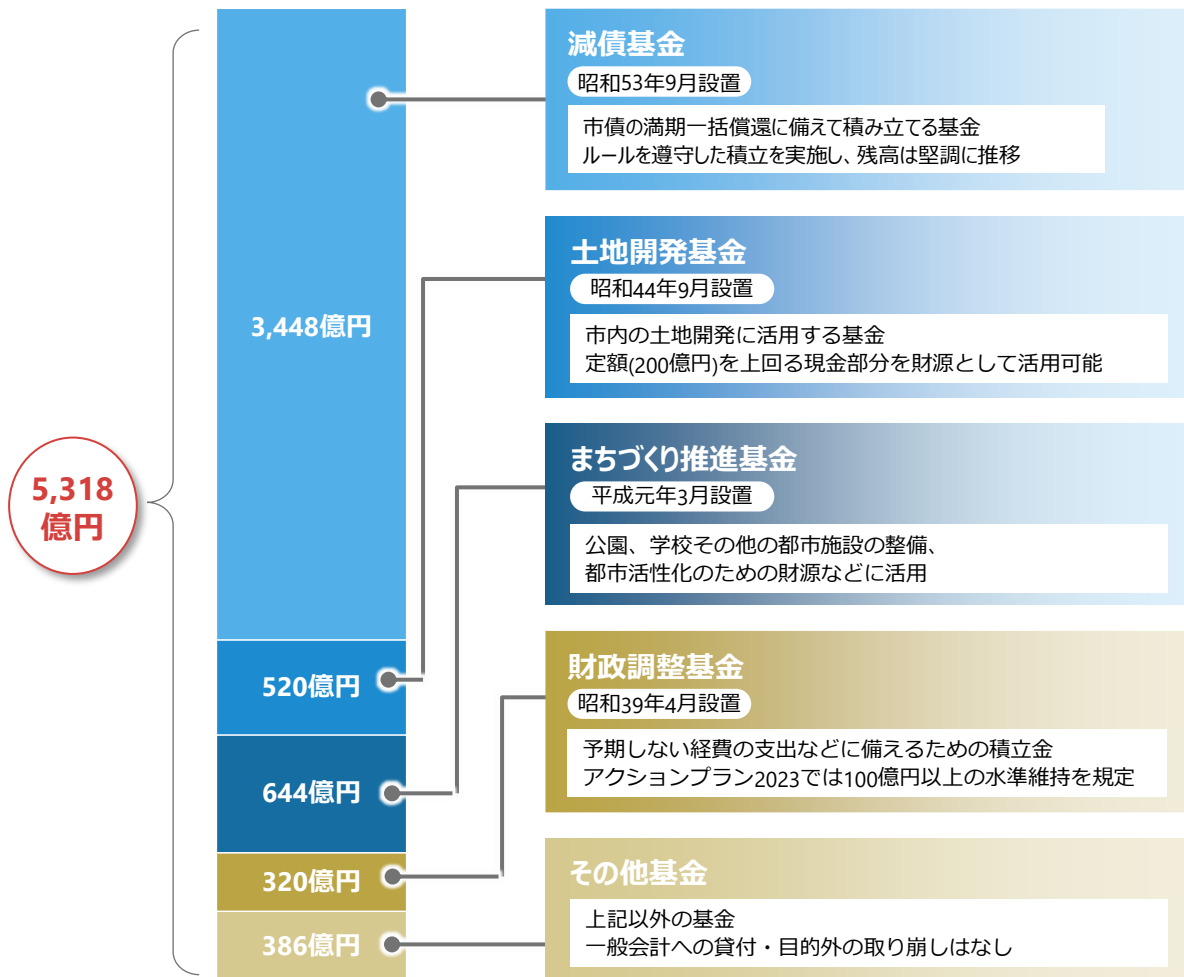 5,318
億円
3,448億円
520億円
644億円
320億円
386億円
減債基金
昭和53年9月設置
市債の満期一括償還に備えて積み立てる基金
ルールを遵守した積立を実施し、残高は堅調に推移
土地開発基金
昭和44年9月設置
市内の土地開発に活用する基金
定額(200億円)を上回る現金部分を財源として活用可能
まちづくり推進基金
平成元年3月設置
公園、学校その他の都市施設の整備、
都市活性化のための財源などに活用
財政調整基金
昭和39年4月設置
予期しない経費の支出などに備えるための積立金
アクションプラン2023では100億円以上の水準維持を規定
その他基金
上記以外の基金
一般会計への貸付・目的外の取り崩しはなし